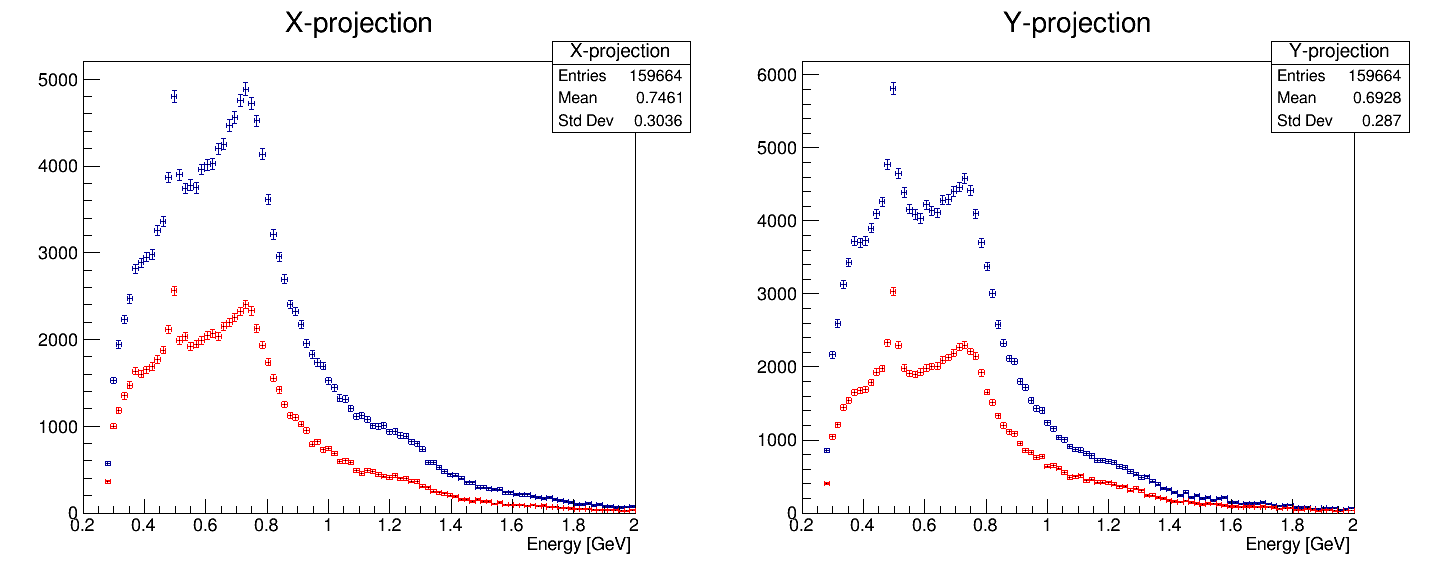 X-projection
X-projection
Entries 159664
Mean 0.7461
Std Dev 0.3036
5000
4000
3000
2000
1000
0
0.2 0.4 0.6 0.8 1 1.2 1.4 1.6 1.8 2
Energy [GeV]
Y-projection
Y-projection
Entries 159664
Mean 0.6928
Std Dev 0.287
6000
5000
4000
3000
2000
1000
0
0.2 0.4 0.6 0.8 1 1.2 1.4 1.6 1.8 2
Energy [GeV]